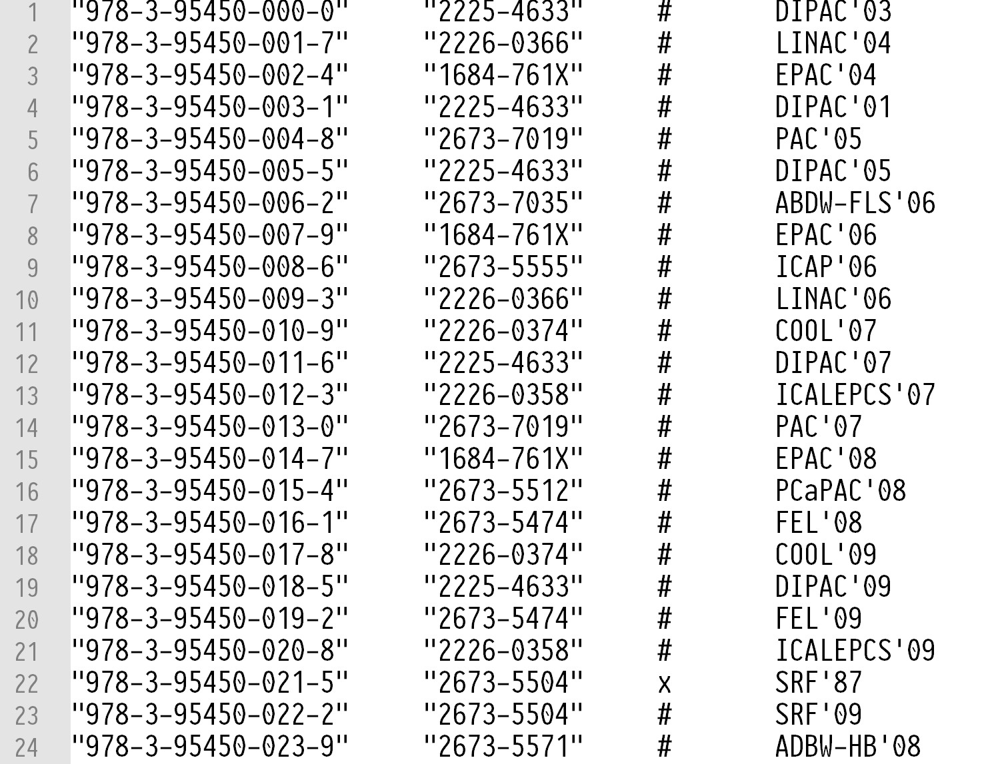 1 "978-3-95450-000-0" "2225-4633" # DIPAC'03
2 "978-3-95450-001-7" "2226-0366" # LINAC'04
3 "978-3-95450-002-4" "1684-761X" # EPAC'04
4 "978-3-95450-003-1" "2225-4633" # DIPAC'01
5 "978-3-95450-004-8" "2673-7019" # PAC'05
6 "978-3-95450-005-5" "2225-4633" # DIPAC'05
7 "978-3-95450-006-2" "2673-7035" # ABDW-FLS'06
8 "978-3-95450-007-9" "1684-761X" # EPAC'06
9 "978-3-95450-008-6" "2673-5555" # ICAP'06
10 "978-3-95450-009-3" "2226-0366" # LINAC'06
11 "978-3-95450-010-9" "2226-0374" # COOL'07
12 "978-3-95450-011-6" "2225-4633" # DIPAC'07
13 "978-3-95450-012-3" "2226-0358" # ICALEPCS'07
14 "978-3-95450-013-0" "2673-7019" # PAC'07
15 "978-3-95450-014-7" "1684-761X" # EPAC'08
16 "978-3-95450-015-4" "2673-5512" # PCaPAC'08
17 "978-3-95450-016-1" "2673-5474" # FEL'08
18 "978-3-95450-017-8" "2226-0374" # COOL'09
19 "978-3-95450-018-5" "2225-4633" # DIPAC'09
20 "978-3-95450-019-2" "2673-5474" # FEL'09
21 "978-3-95450-020-8" "2226-0358" # ICALEPCS'09
22 "978-3-95450-021-5" "2673-5504" x SRF'87
23 "978-3-95450-022-2" "2673-5504" # SRF'09
24 "978-3-95450-023-9" "2673-5571" # ADBW-HB'08